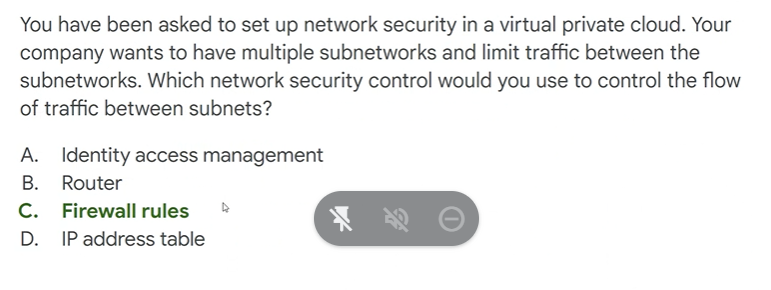 You have been asked to set up network security in a virtual private cloud. Your
company wants to have multiple subnetworks and limit traffic between the
subnetworks. Which network security control would you use to control the flow
of traffic between subnets?
A. Identity access management
B. Router
C. Firewall rules
D. IP address table